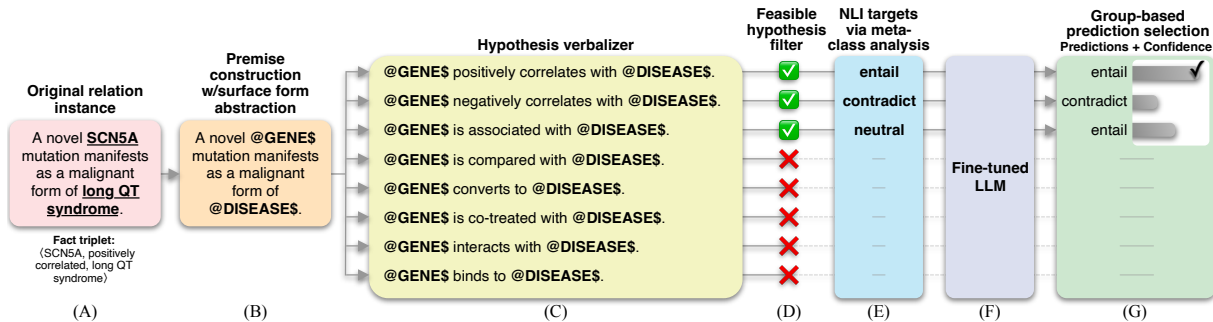 Original relation
instance
A novel SCN5A
mutation manifests
as a malignant
form of long QT
syndrome.
Fact triplet:
⟨SCN5A, positively
correlated, long QT
syndrome⟩
(A)
Premise
construction
w/surface form
abstraction
A novel @GENE$
mutation manifests
as a malignant
form of
@DISEASE$.
(B)
Hypothesis verbalizer
@GENE$ positively correlates with @DISEASE$.
@GENE$ negatively correlates with @DISEASE$.
@GENE$ is associated with @DISEASE$.
@GENE$ is compared with @DISEASE$.
@GENE$ converts to @DISEASE$.
@GENE$ is co-treated with @DISEASE$.
@GENE$ interacts with @DISEASE$.
@GENE$ binds to @DISEASE$.
(C)
Feasible
hypothesis
filter
(D)
NLI targets
via meta-
class analysis
entail
contradict
neutral
(E)
Fine-tuned
LLM
(F)
Group-based
prediction selection
Predictions + Confidence
entail
contradict
entail
(G)